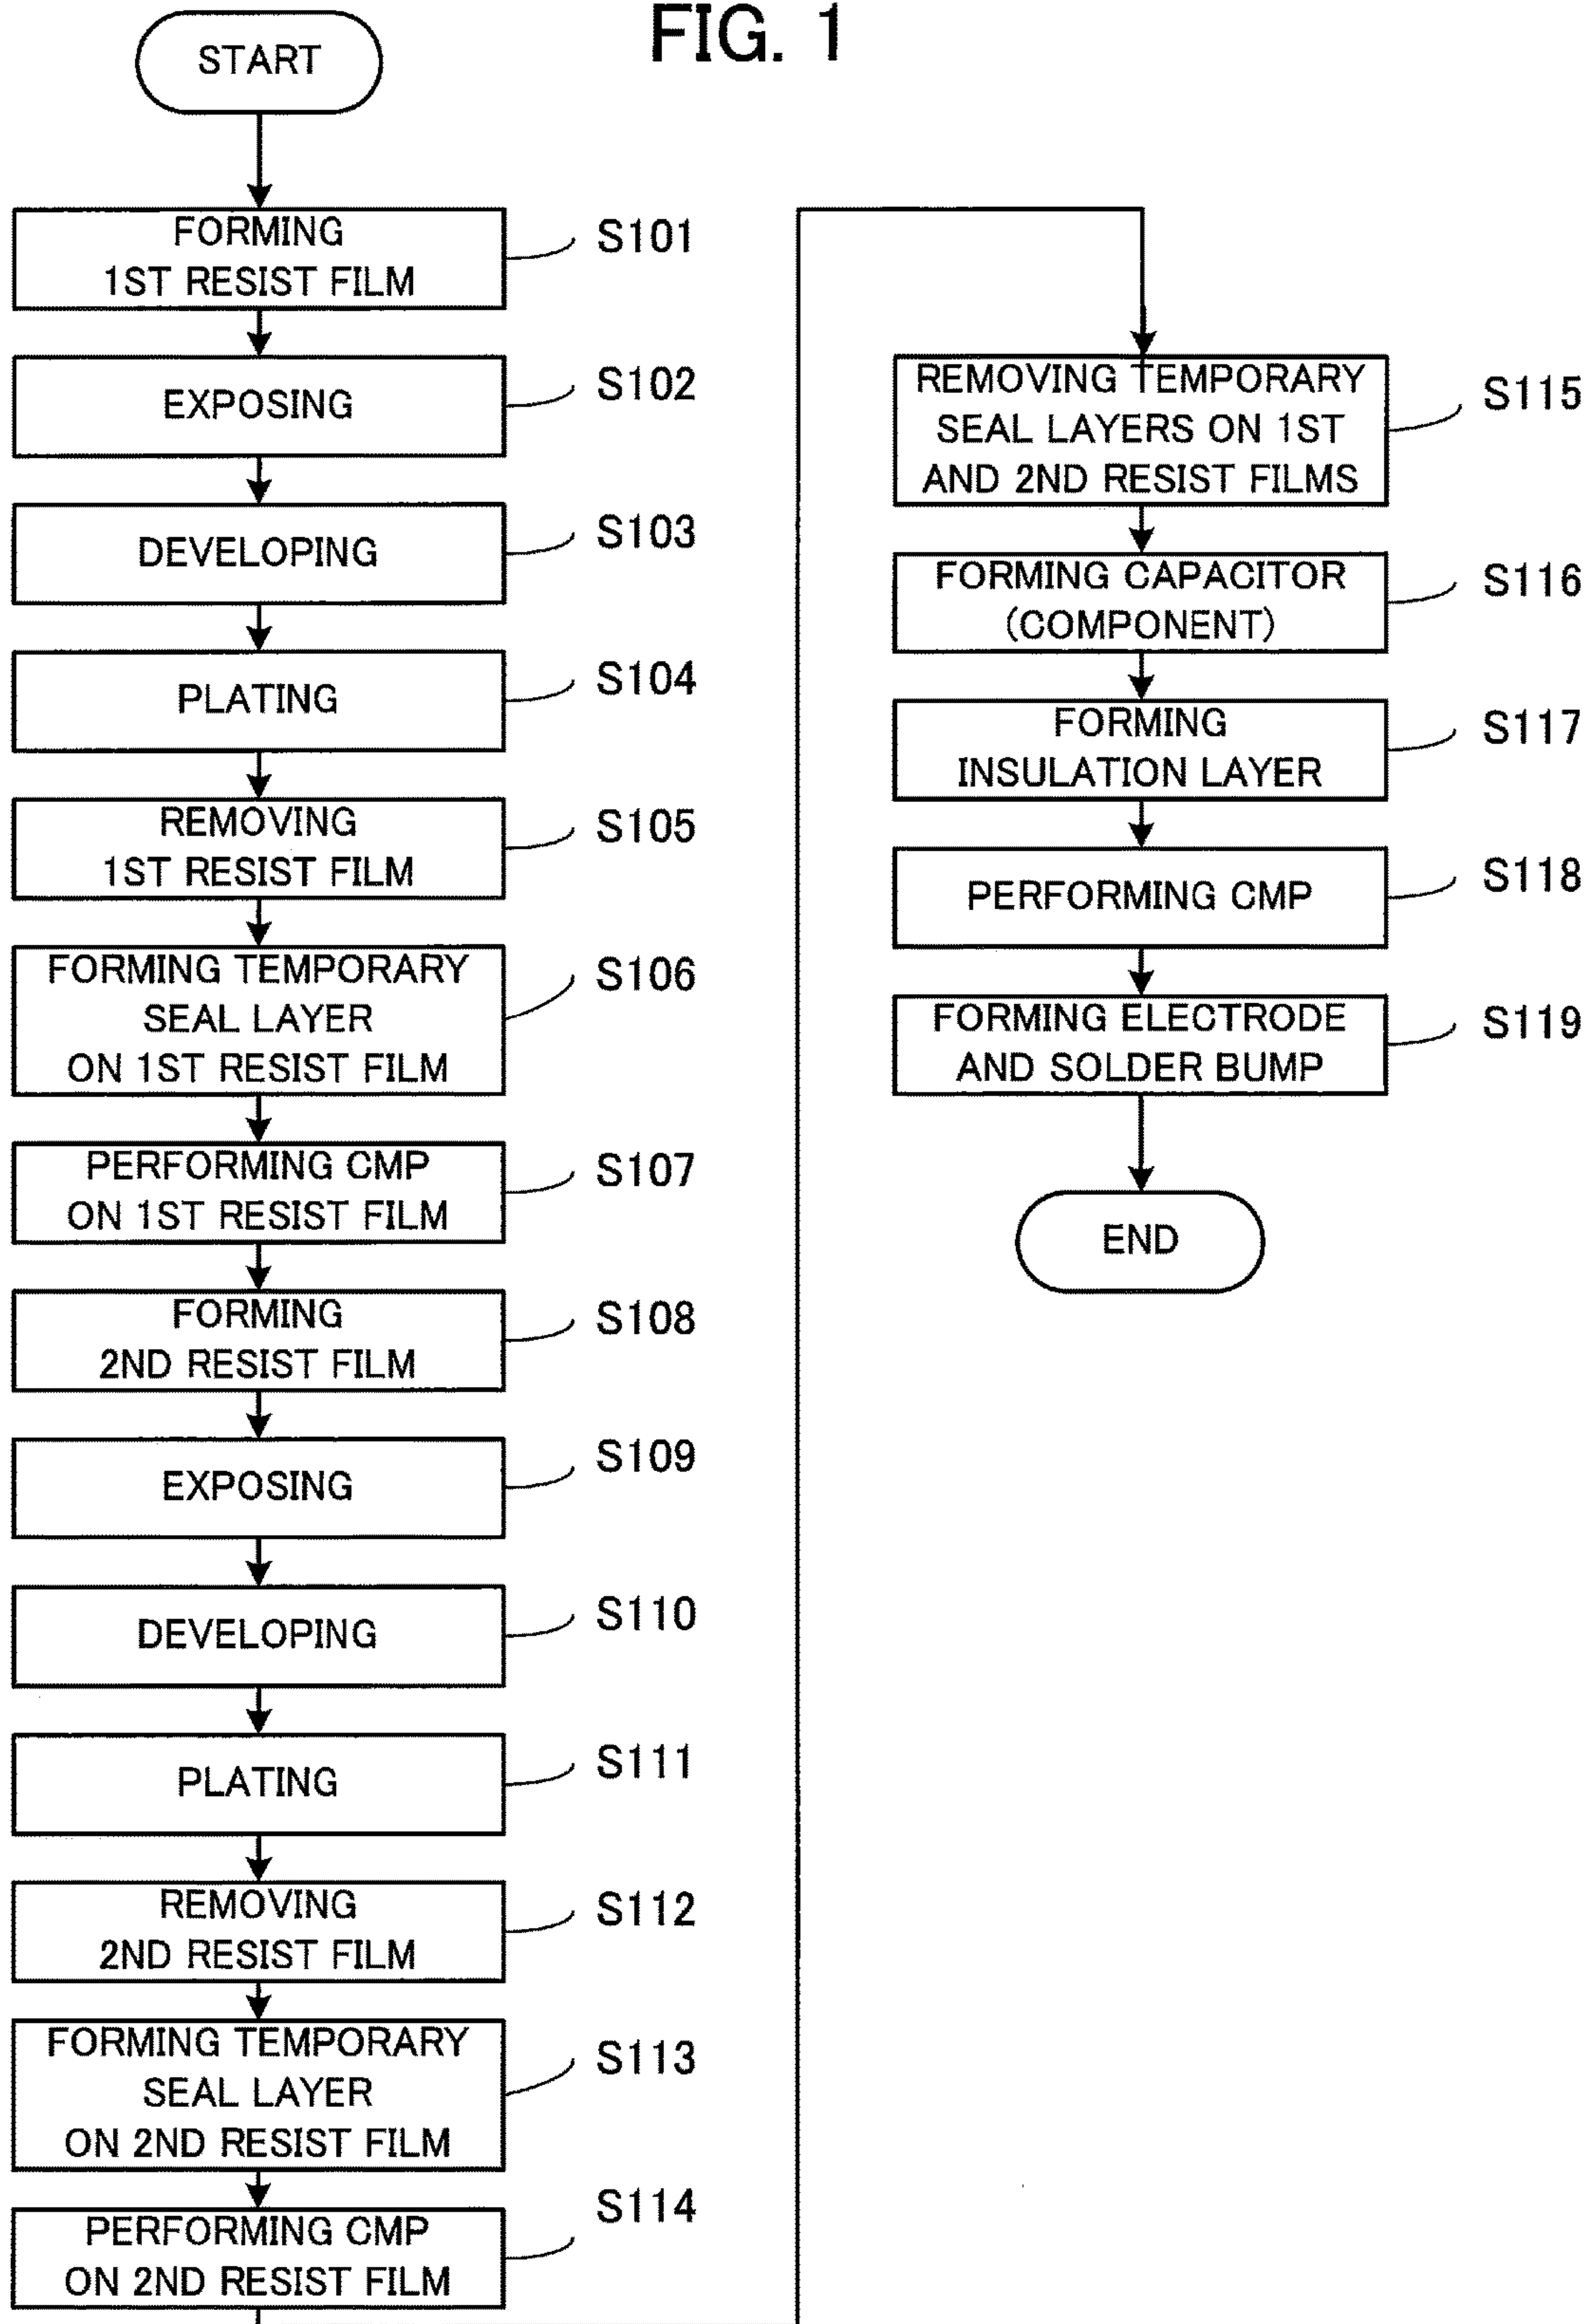 FIG. 1
START
FORMING
1ST RESIST FILM
S101
EXPOSING
S102
DEVELOPING
S103
PLATING
S104
REMOVING
1ST RESIST FILM
S105
FORMING TEMPORARY
SEAL LAYER
ON 1ST RESIST FILM
S106
PERFORMING CMP
ON 1ST RESIST FILM
S107
FORMING
2ND RESIST FILM
S108
EXPOSING
S109
DEVELOPING
S110
PLATING
S111
REMOVING
2ND RESIST FILM
S112
FORMING TEMPORARY
SEAL LAYER
ON 2ND RESIST FILM
S113
PERFORMING CMP
ON 2ND RESIST FILM
S114
REMOVING TEMPORARY
SEAL LAYERS ON 1ST
AND 2ND RESIST FILMS
S115
FORMING CAPACITOR
(COMPONENT)
S116
FORMING
INSULATION LAYER
S117
PERFORMING CMP
S118
FORMING ELECTRODE
AND SOLDER BUMP
S119
END